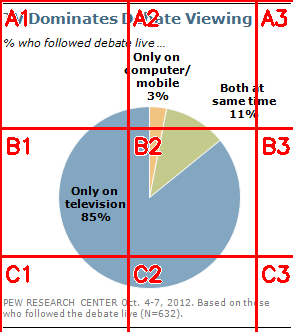 A1
A2
A3
TV Dominates Debate Viewing
% who followed debate live ...
Only on
computer/
mobile
3%
Both at
same time
11%
B1
B2
B3
Only on
television
85%
C1
C2
C3
PEW RESEARCH CENTER Oct. 4-7, 2012. Based on those
who followed the debate live (N=632).